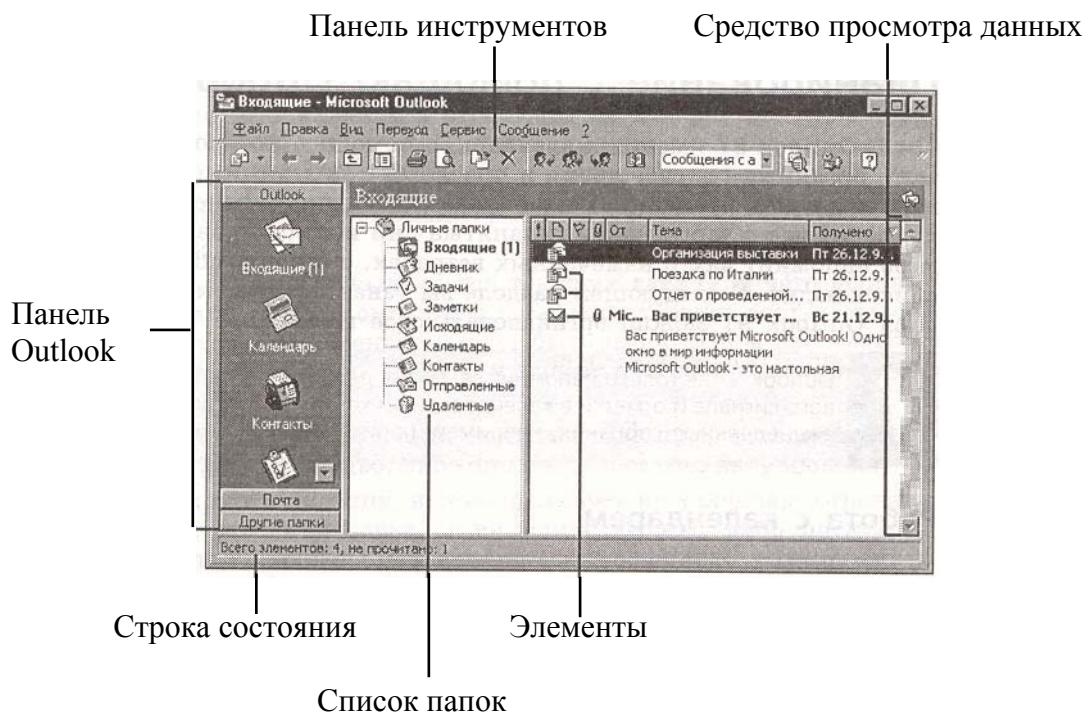 Панель инструментов
Средство просмотра данных
Входящие - Microsoft Outlook
Файл Правка Вид Переход Сервис Сообщение ?
Сообщения с а
Outlook
Входящие (1)
Календарь
Контакты
Почта
Другие папки
Входящие
Личные папки
Входящие (1)
Дневник
Задачи
Заметки
Исходящие
Календарь
Контакты
Отправленные
Удаленные
! От Тема Получено
Организация выставки Пт 26.12.9...
Поездка по Италии Пт 26.12.9...
Отчет о проведенной... Пт 26.12.9...
Mic... Вас приветствует ... Вс 21.12.9...
Вас приветствует Microsoft Outlook! Одно
окно в мир информации
Microsoft Outlook - это настольная
Всего элементов: 4, не прочитано: 1
Панель
Outlook
Строка состояния
Элементы
Список папок